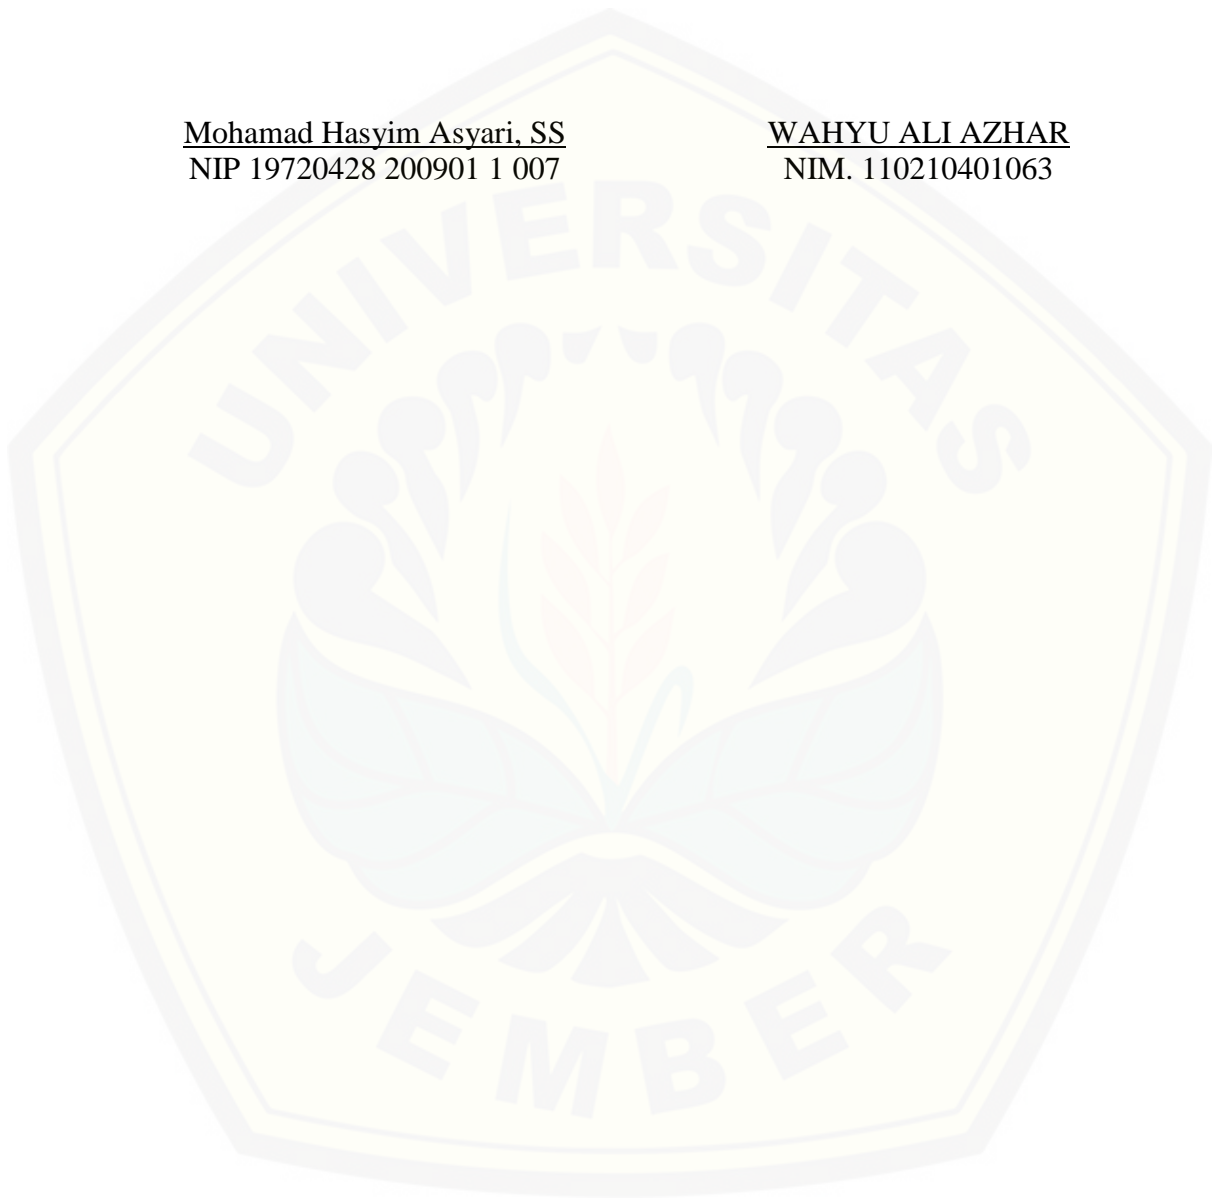 Mohamad Hasyim Asyari, SS WAHYU ALI AZHAR
NIP 19720428 200901 1 007 NIM. 110210401063
UNIVERSITAS
JEMBER